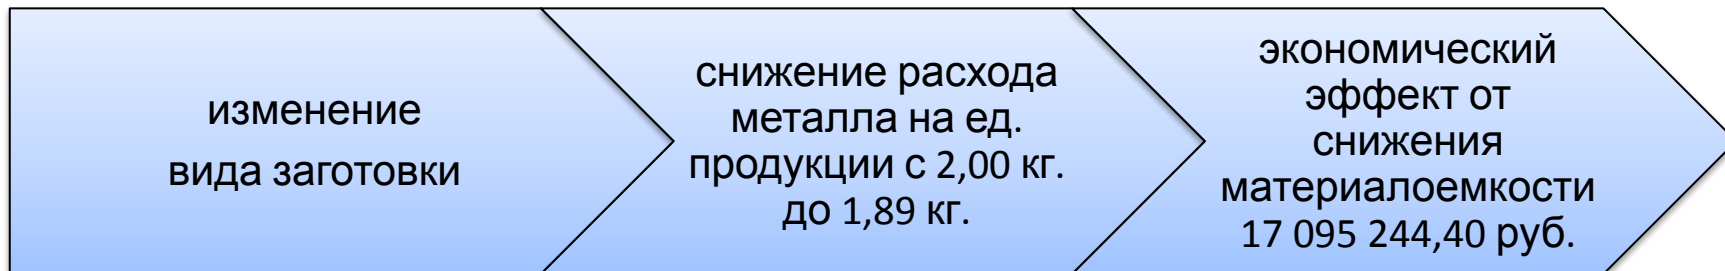 изменение
вида заготовки
снижение расхода
металла на ед.
продукции с 2,00 кг.
до 1,89 кг.
экономический
эффект от
снижения
материалоемкости
17 095 244,40 руб.